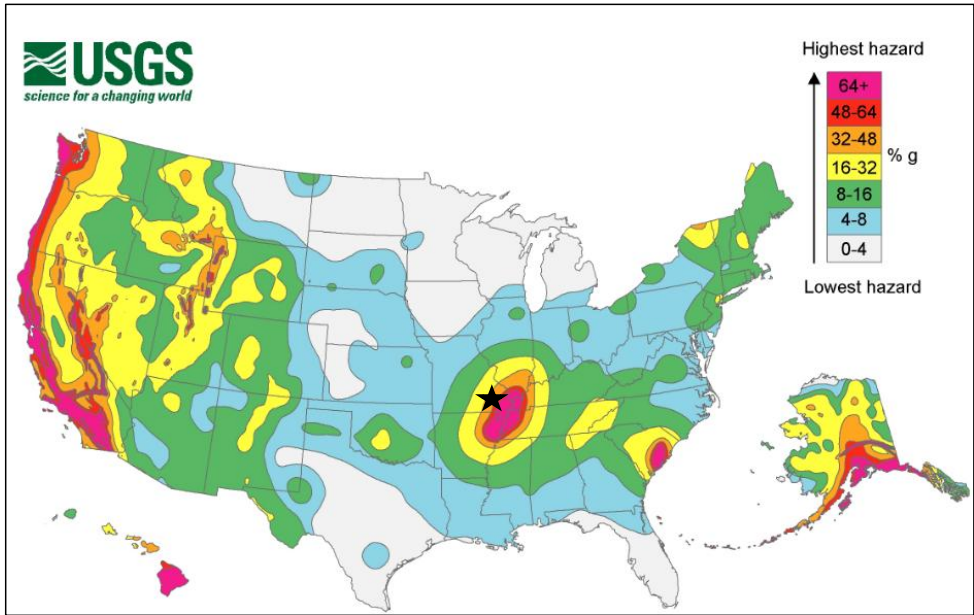 USGS
science for a changing world
Highest hazard
64+
48-64
32-48
% g
16-32
8-16
4-8
0-4
Lowest hazard